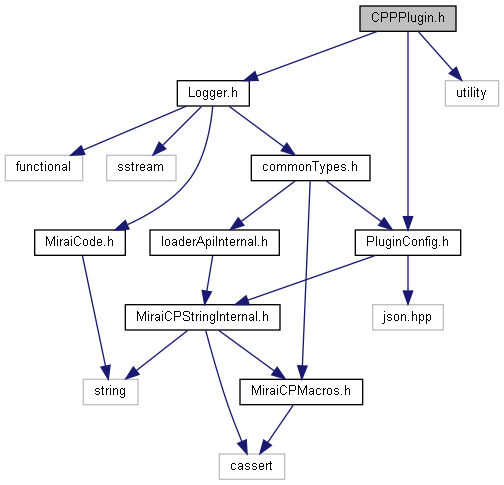 CPPPlugin.h
Logger.h
utility
functional
sstream
commonTypes.h
MiraiCode.h
loaderApiInternal.h
PluginConfig.h
MiraiCPStringInternal.h
json.hpp
string
MiraiCPMacros.h
cassert